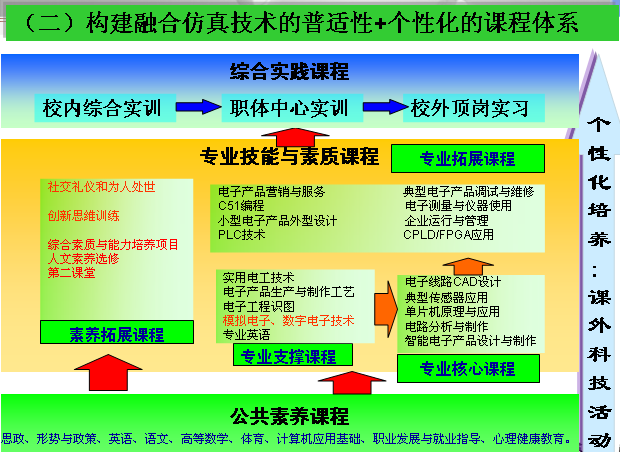 （二）构建融合仿真技术的普适性+个性化的课程体系
综合实践课程
校内综合实训
职体中心实训
校外顶岗实习
专业技能与素质课程
专业拓展课程
社交礼仪和为人处世
创新思维训练
综合素质与能力培养项目
人文素养选修
第二课堂
素养拓展课程
电子产品营销与服务
C51编程
小型电子产品外型设计
PLC技术
典型电子产品调试与维修
电子测量与仪器使用
企业运行与管理
CPLD/FPGA应用
实用电工技术
电子产品生产与制作工艺
电子工程识图
模拟电子、数字电子技术
专业英语
专业支撑课程
电子线路CAD设计
典型传感器应用
单片机原理与应用
电路分析与制作
智能电子产品设计与制作
专业核心课程
公共素养课程
思政、形势与政策、英语、语文、高等数学、体育、计算机应用基础、职业发展与就业指导、心理健康教育。
个性化培养：课外科技活动